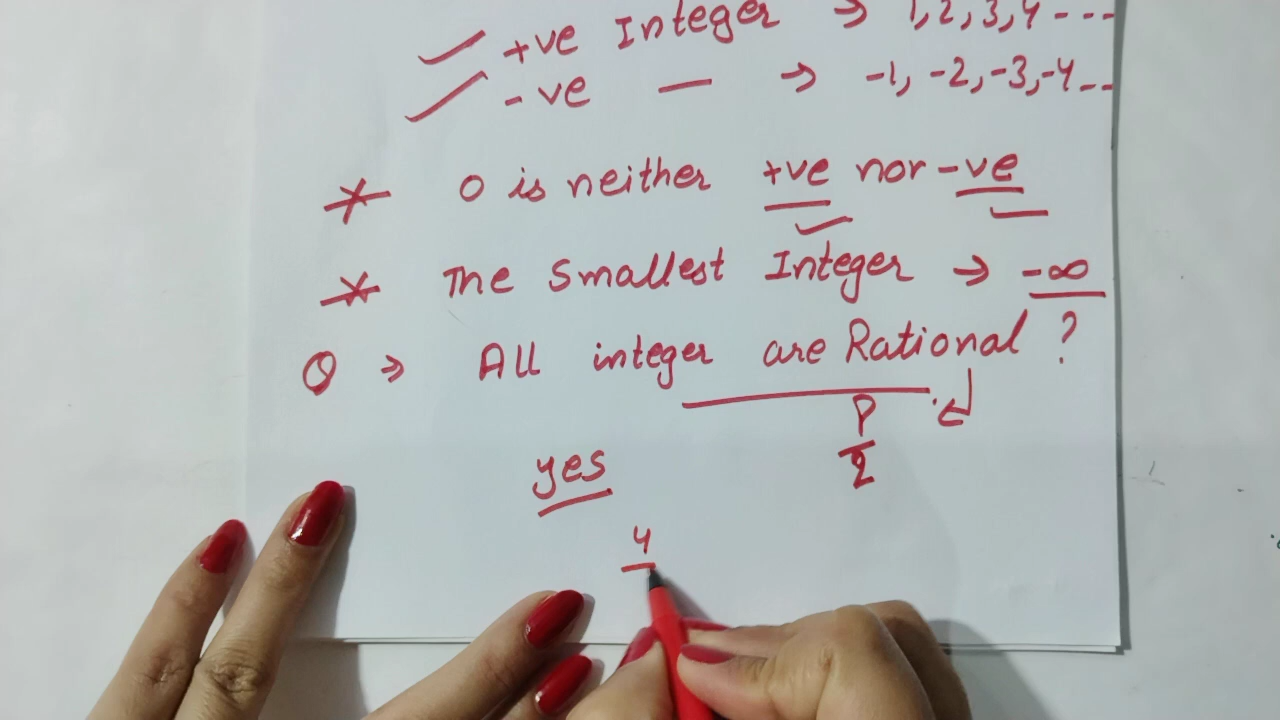 +ve Integer → 1, 2, 3, 4 - - -
-ve — → -1, -2, -3, -4 - -
* 0 is neither +ve nor -ve
* The Smallest Integer → -∞
Q → All integer are Rational ?
P
q
yes
4